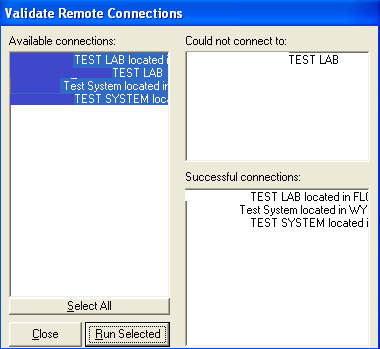 Validate Remote Connections
Available connections:
TEST LAB located i
TEST LAB
Test System located in
TEST SYSTEM loca
Select All
Close
Run Selected
Could not connect to:
TEST LAB
Successful connections:
TEST LAB located in FLO
Test System located in WY
TEST SYSTEM located i